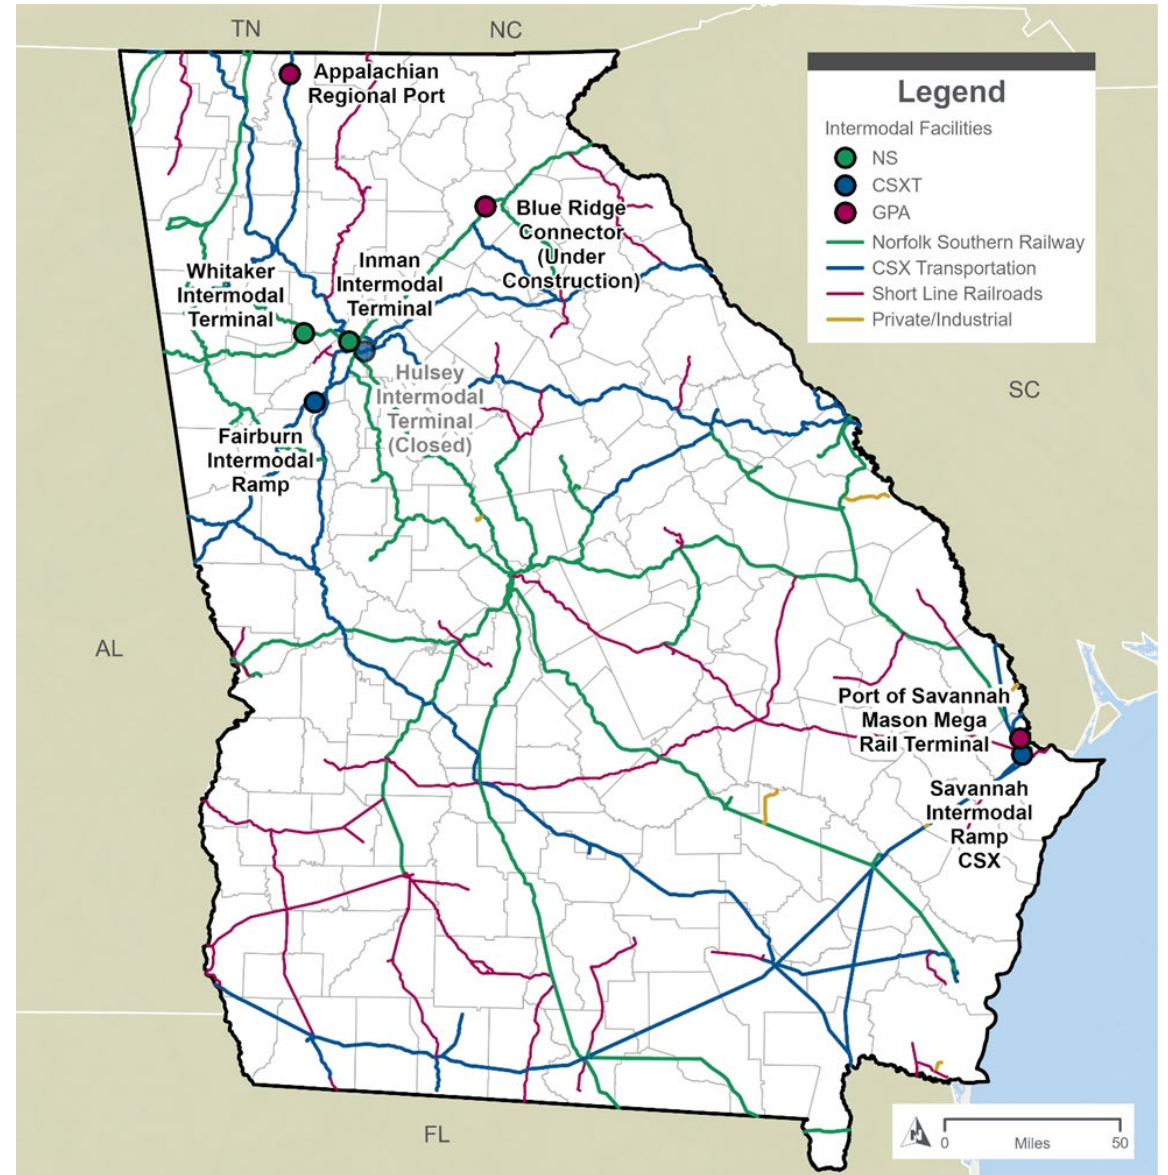 TN
NC
Appalachian
Regional Port
Legend
Intermodal Facilities
NS
CSXT
GPA
Norfolk Southern Railway
CSX Transportation
Short Line Railroads
Private/Industrial
Blue Ridge
Connector
(Under
Construction)
Whitaker
Intermodal
Terminal
Inman
Intermodal
Terminal
Hulsey
Intermodal
Terminal
(Closed)
SC
Fairburn
Intermodal
Ramp
AL
Port of Savannah
Mason Mega
Rail Terminal
Savannah
Intermodal
Ramp
CSX
FL
N
0 Miles 50